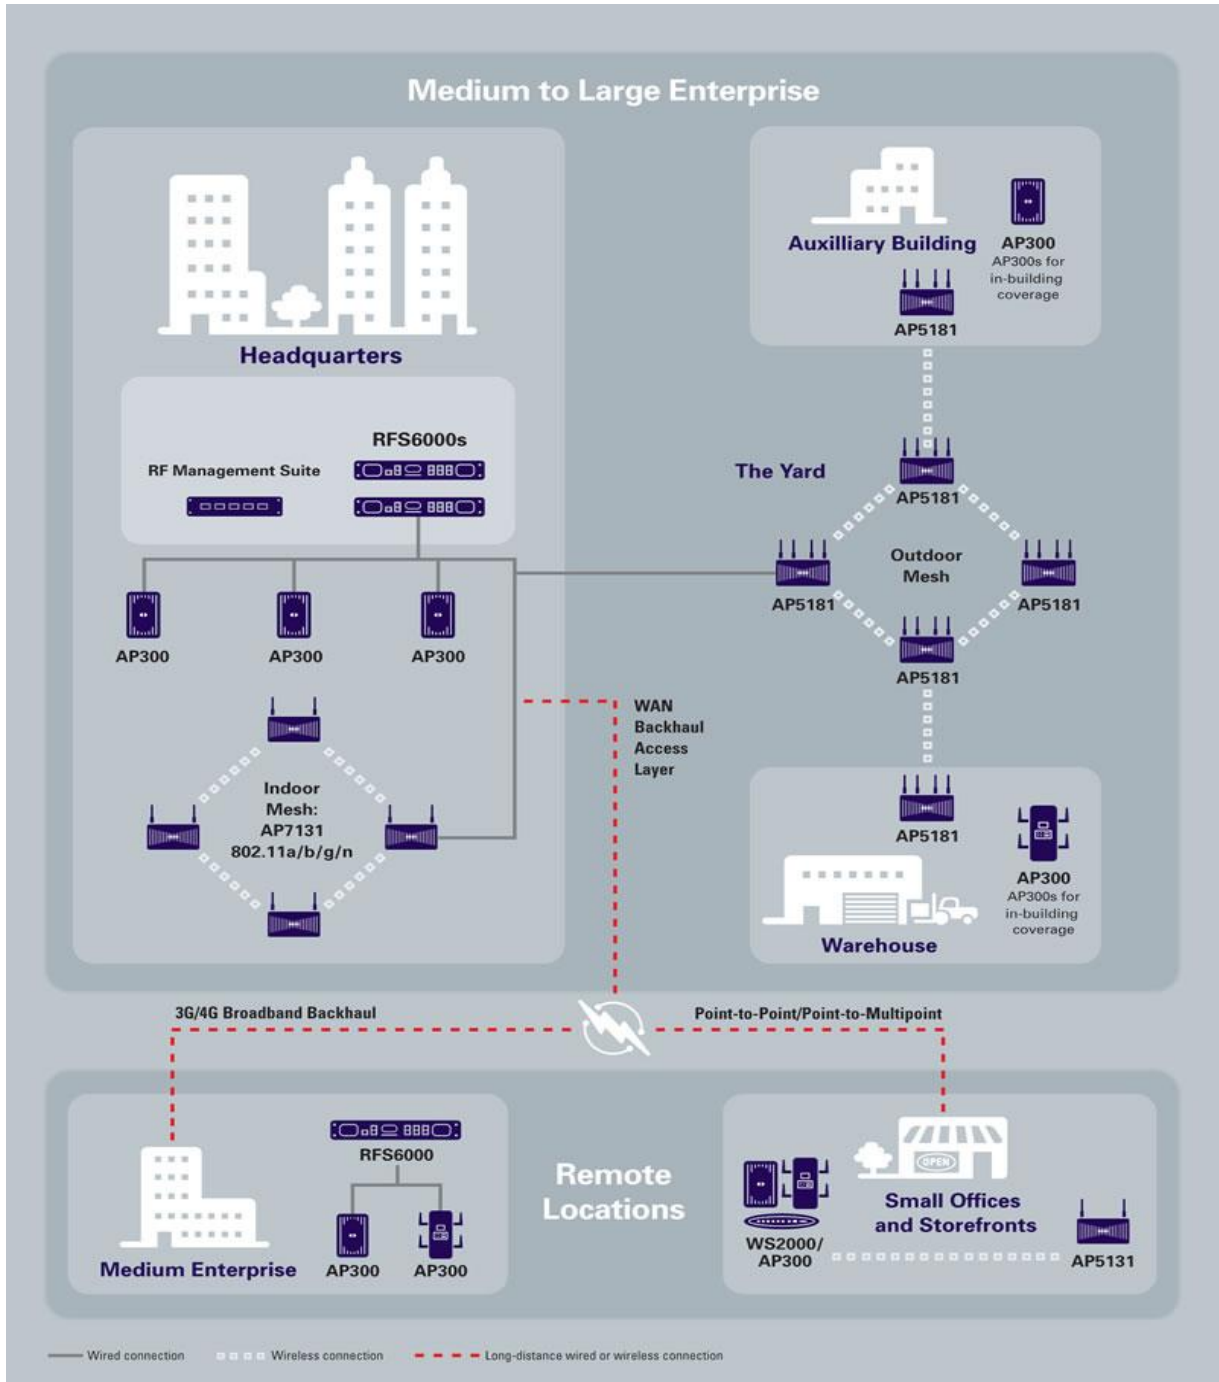 Medium to Large Enterprise
Headquarters
RFS6000s
RF Management Suite
AP300
AP300
AP300
Indoor
Mesh:
AP7131
802.11a/b/g/n
Auxilliary Building
AP300
AP300s for
in-building
coverage
AP5181
The Yard
AP5181
Outdoor
Mesh
AP5181
AP5181
AP5181
WAN
Backhaul
Access
Layer
AP5181
AP300
AP300s for
in-building
coverage
Warehouse
3G/4G Broadband Backhaul
Point-to-Point/Point-to-Multipoint
RFS6000
Medium Enterprise
AP300
AP300
Remote
Locations
OPEN
Small Offices
and Storefronts
WS2000/
AP300
AP5131
Wired connection
Wireless connection
Long-distance wired or wireless connection